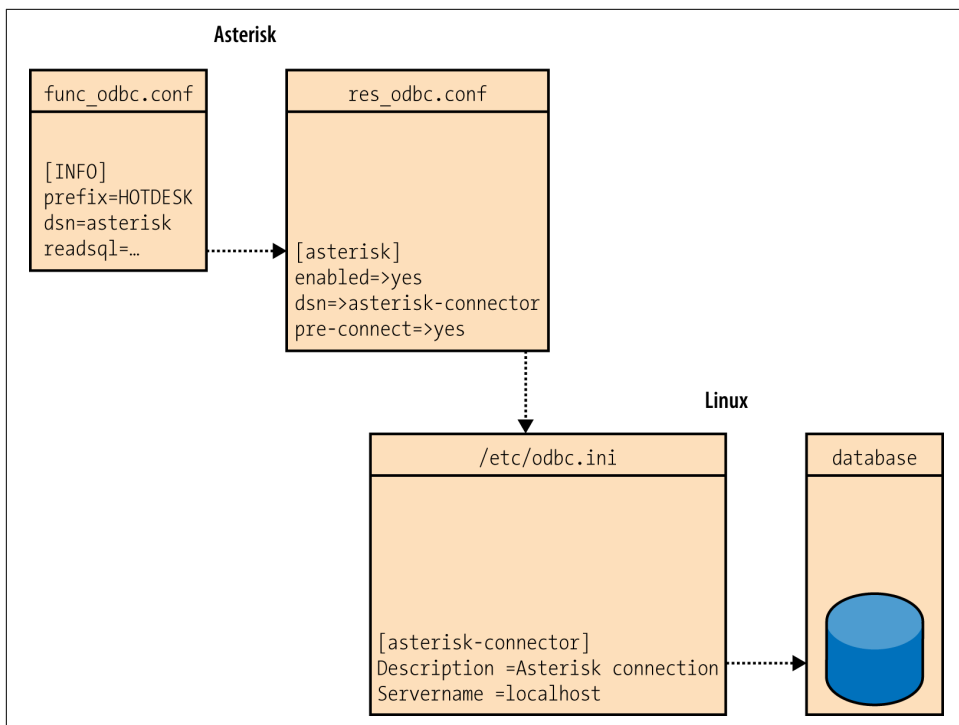 Asterisk
func_odbc.conf
[INFO]
prefix=HOTDESK
dsn=asterisk
readsql=…
res_odbc.conf
[asterisk]
enabled=>yes
dsn=>asterisk-connector
pre-connect=>yes
Linux
/etc/odbc.ini
[asterisk-connector]
Description =Asterisk connection
Servername =localhost
database